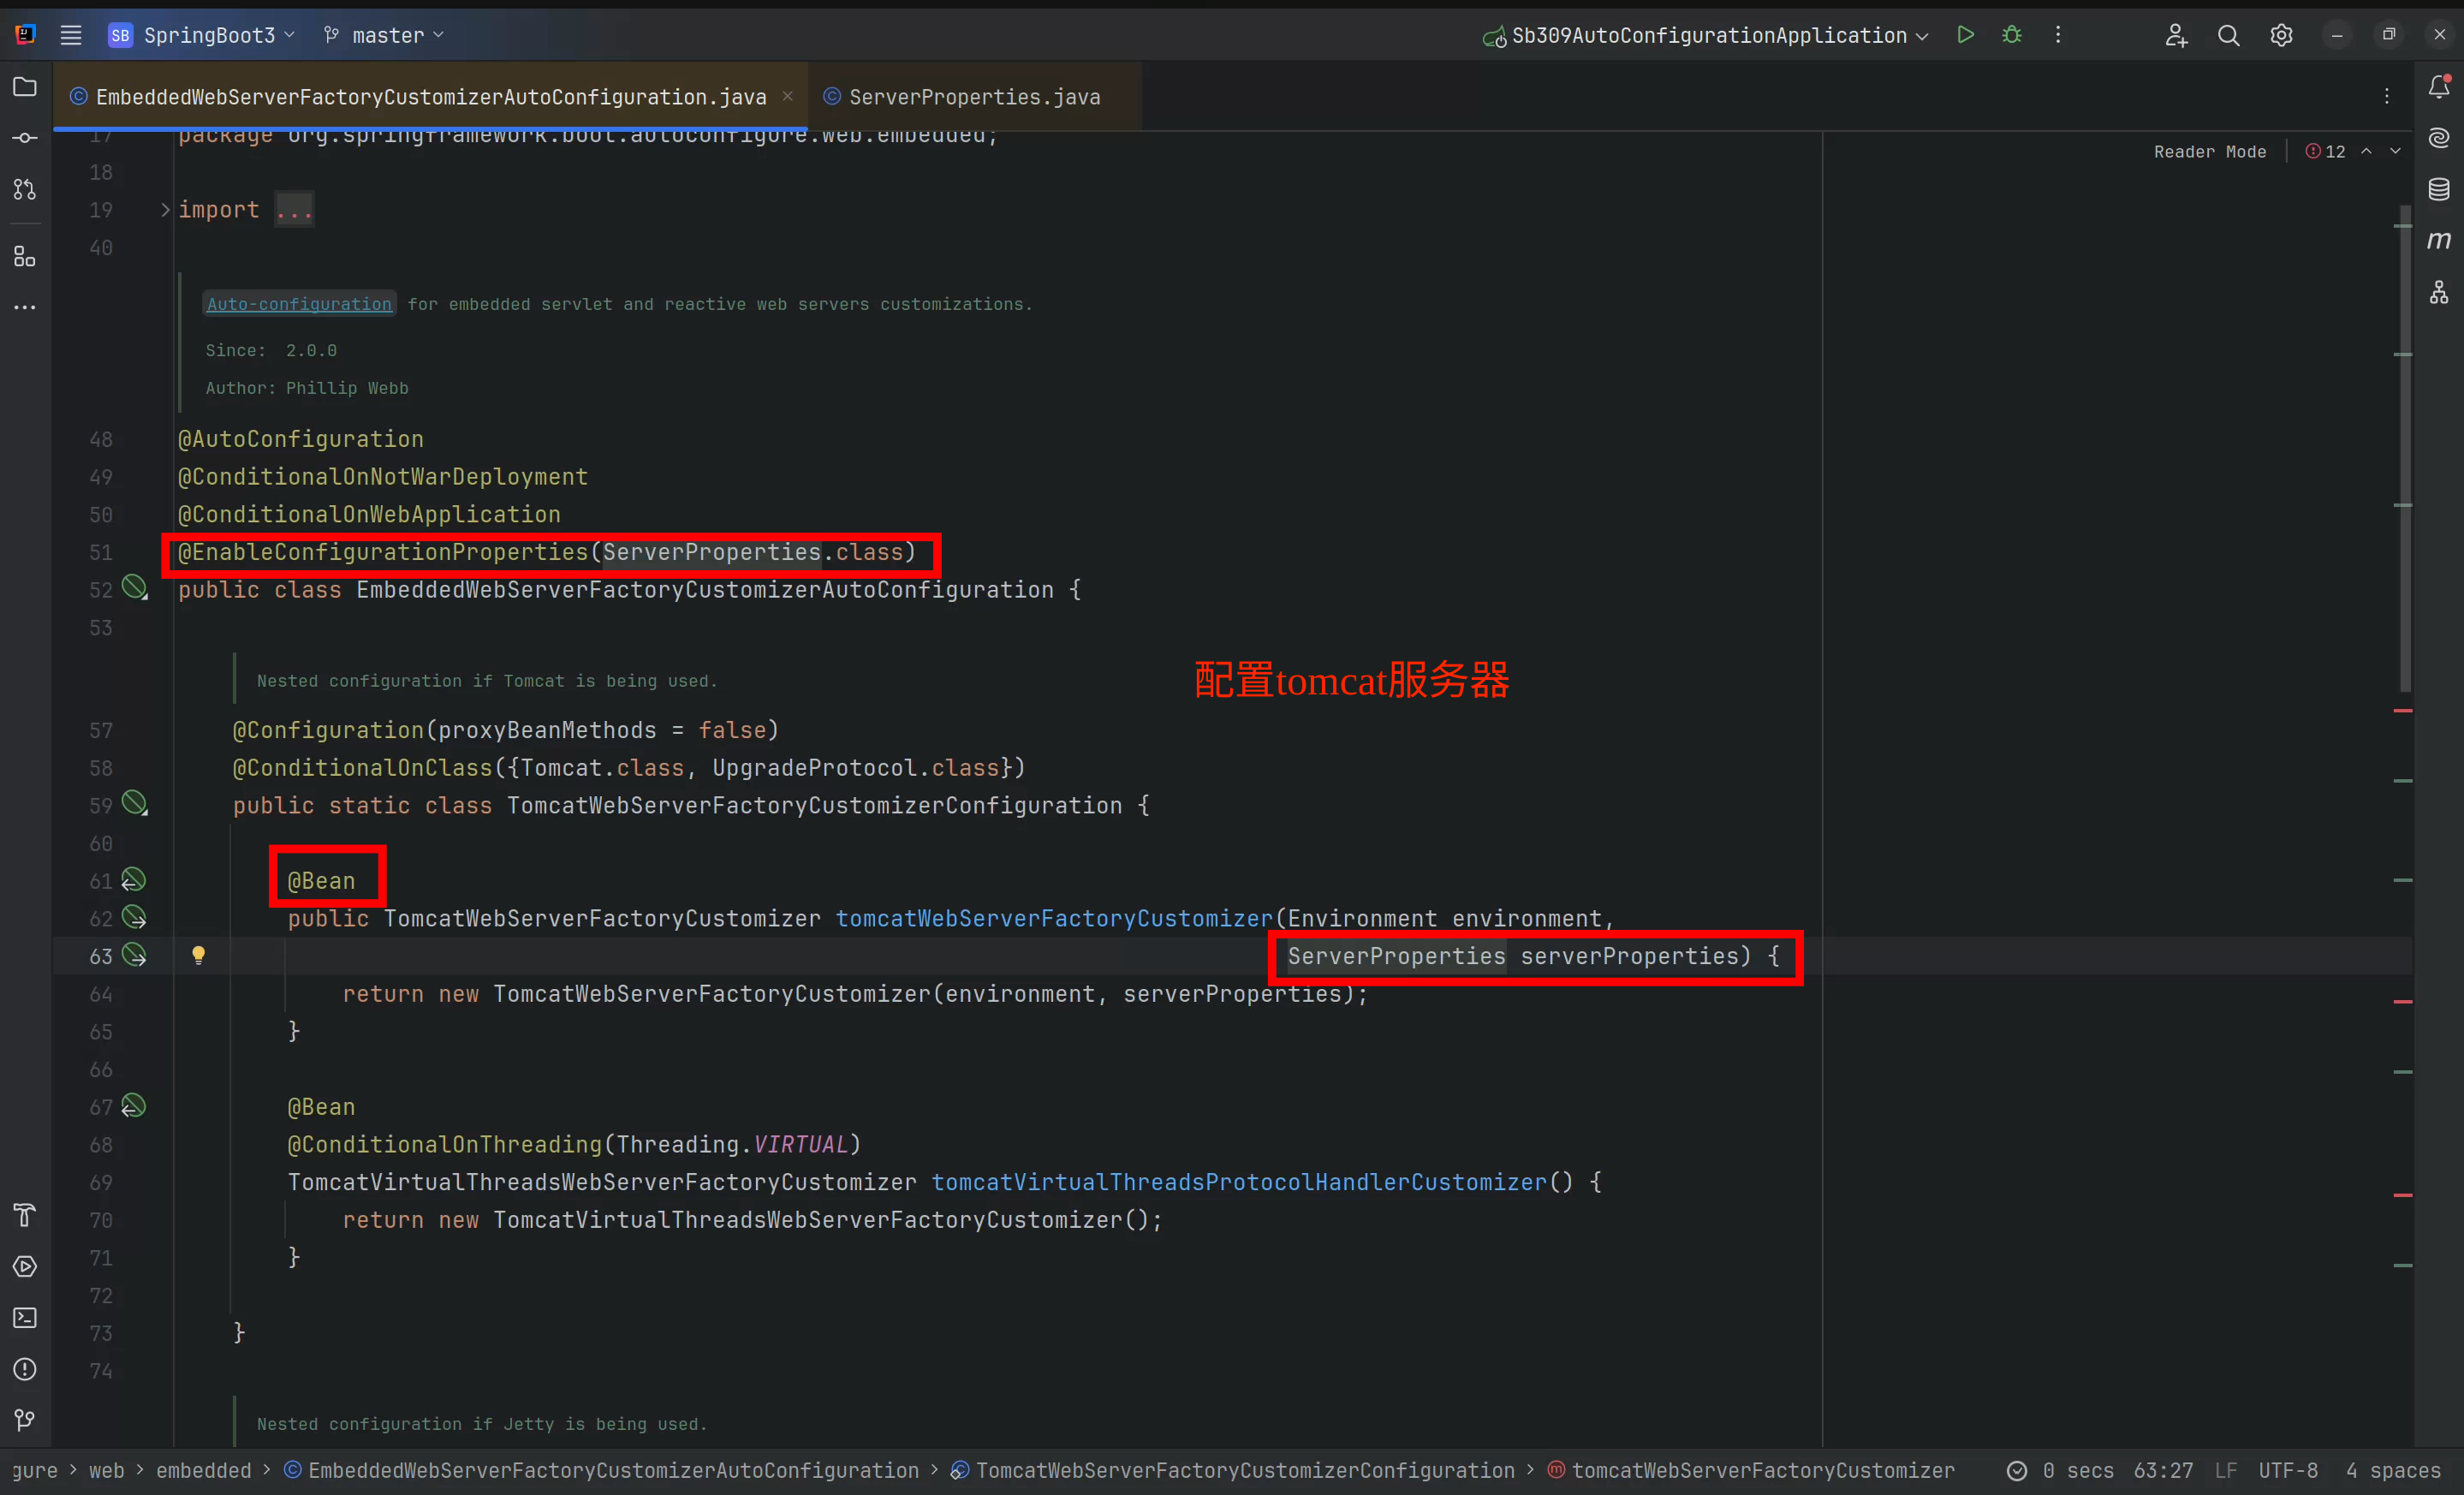 SB SpringBoot3 master Sb309AutoConfigurationApplication
EmbeddedWebServerFactoryCustomizerAutoConfiguration.java ServerProperties.java
Reader Mode 12
17 package org.springframework.boot.autoconfigure.web.embedded;
18
19 import ...
40
Auto-configuration for embedded servlet and reactive web servers customizations.
Since: 2.0.0
Author: Phillip Webb
48 @AutoConfiguration
49 @ConditionalOnNotWarDeployment
50 @ConditionalOnWebApplication
51 @EnableConfigurationProperties(ServerProperties.class)
52 public class EmbeddedWebServerFactoryCustomizerAutoConfiguration {
53
Nested configuration if Tomcat is being used.
配置tomcat服务器
57 @Configuration(proxyBeanMethods = false)
58 @ConditionalOnClass({Tomcat.class, UpgradeProtocol.class})
59 public static class TomcatWebServerFactoryCustomizerConfiguration {
60
61 @Bean
62 public TomcatWebServerFactoryCustomizer tomcatWebServerFactoryCustomizer(Environment environment,
63 ServerProperties serverProperties) {
64 return new TomcatWebServerFactoryCustomizer(environment, serverProperties);
65 }
66
67 @Bean
68 @ConditionalOnThreading(Threading.VIRTUAL)
69 TomcatVirtualThreadsWebServerFactoryCustomizer tomcatVirtualThreadsProtocolHandlerCustomizer() {
70 return new TomcatVirtualThreadsWebServerFactoryCustomizer();
71 }
72
73 }
74
Nested configuration if Jetty is being used.
gure > web > embedded > EmbeddedWebServerFactoryCustomizerAutoConfiguration > TomcatWebServerFactoryCustomizerConfiguration > tomcatWebServerFactoryCustomizer 0 secs 63:27 LF UTF-8 4 spaces